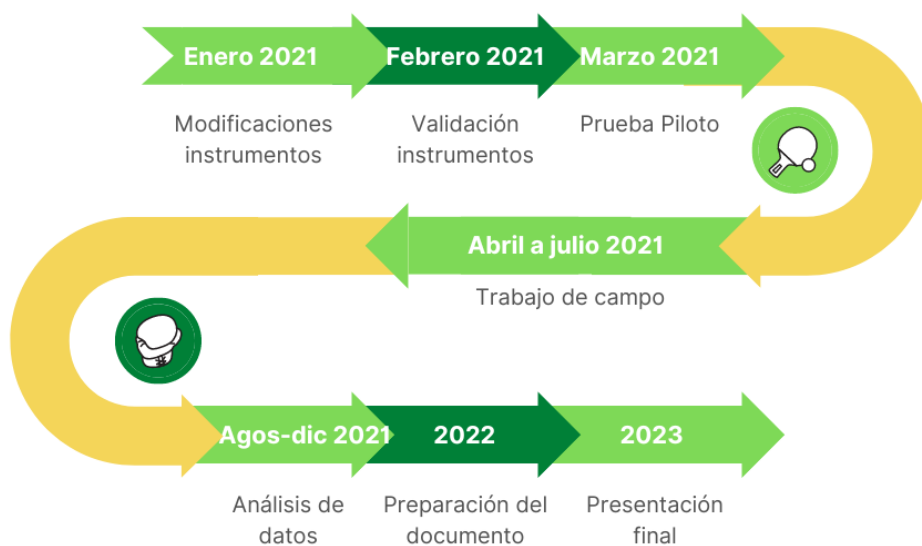 Enero 2021
Febrero 2021
Marzo 2021
Modificaciones
instrumentos
Validación
instrumentos
Prueba Piloto
Abril a julio 2021
Trabajo de campo
Agos-dic 2021
2022
2023
Análisis de
datos
Preparación del
documento
Presentación
final